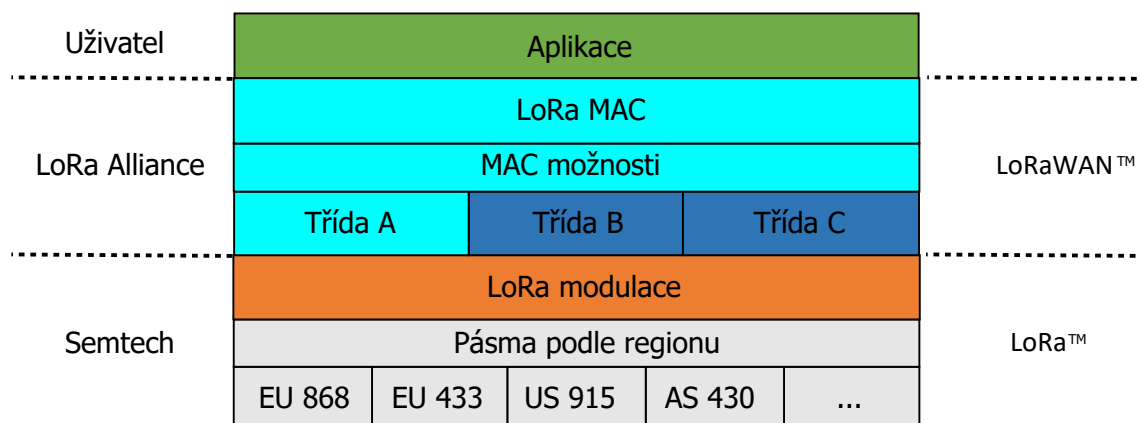 Uživatel
Aplikace
LoRa MAC
LoRa Alliance
MAC možnosti
LoRaWAN™
Třída A
Třída B
Třída C
LoRa modulace
Semtech
Pásma podle regionu
LoRa™
EU 868
EU 433
US 915
AS 430
...